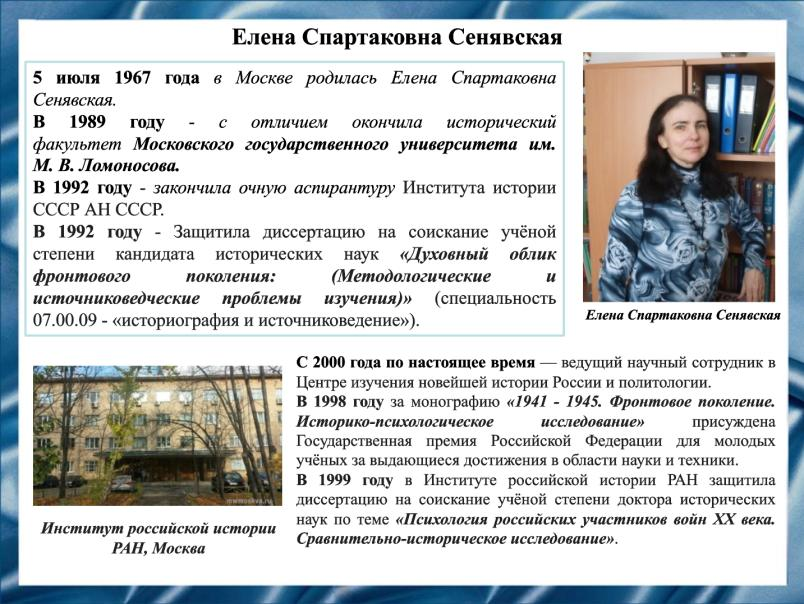 Елена Спартаковна Сенявская
5 июля 1967 года в Москве родилась Елена Спартаковна
Сенявская.
В 1989 году - с отличием окончила исторический
факультет Московского государственного университета им.
М. В. Ломоносова.
В 1992 году - закончила очную аспирантуру Института истории
СССР АН СССР.
В 1992 году - Защитила диссертацию на соискание учёной
степени кандидата исторических наук «Духовный облик
фронтового поколения: (Методологические и
источниковедческие проблемы изучения)» (специальность
07.00.09 - «историография и источниковедение»).
Елена Спартаковна Сенявская
С 2000 года по настоящее время — ведущий научный сотрудник в
Центре изучения новейшей истории России и политологии.
В 1998 году за монографию «1941 - 1945. Фронтовое поколение.
Историко-психологическое исследование» присуждена
Государственная премия Российской Федерации для молодых
учёных за выдающиеся достижения в области науки и техники.
В 1999 году в Институте российской истории РАН защитила
диссертацию на соискание учёной степени доктора исторических
наук по теме «Психология российских участников войн XX века.
Сравнительно-историческое исследование».
mwmoskva.ru
Институт российской истории
РАН, Москва